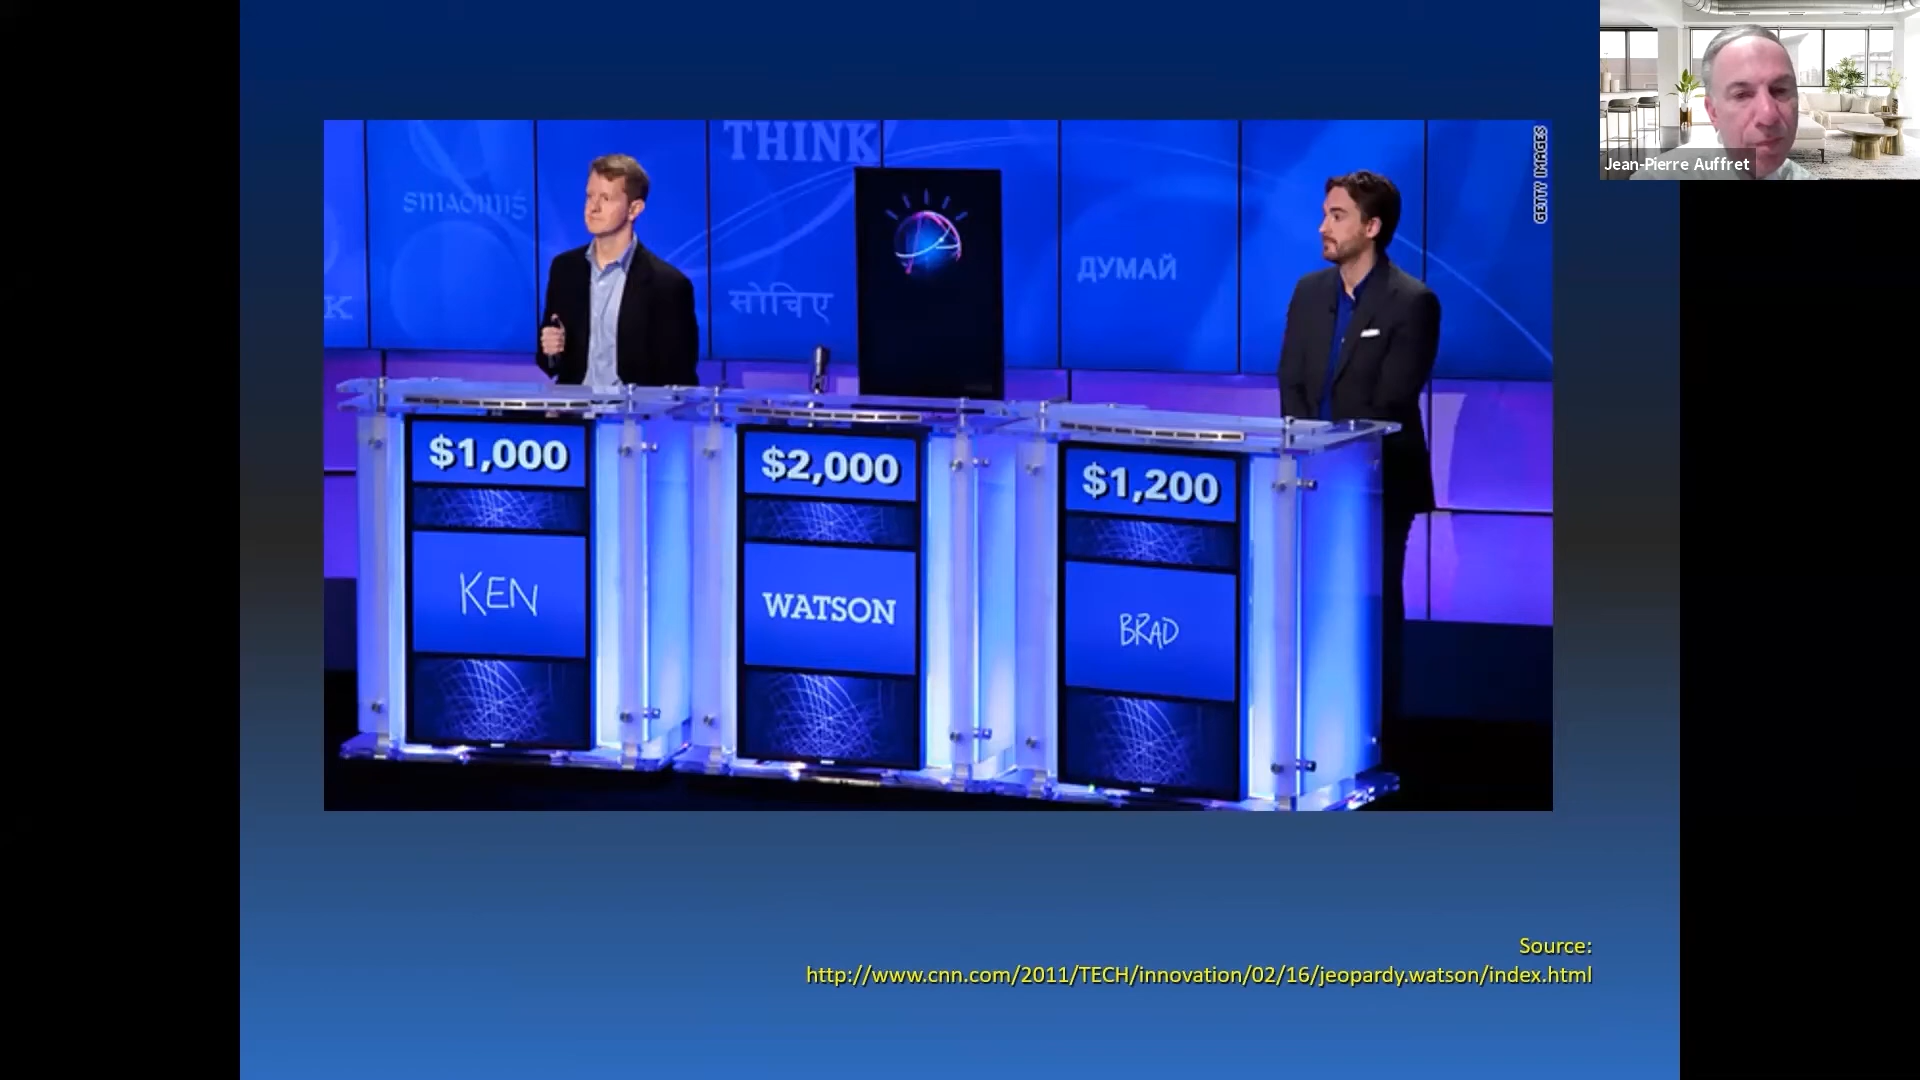 THINK
सोचिए
ДУМАЙ
K
GETTY IMAGES
$1,000
$2,000
$1,200
KEN
WATSON
BRAD
Source:
http://www.cnn.com/2011/TECH/innovation/02/16/jeopardy.watson/index.html
Jean-Pierre Auffret